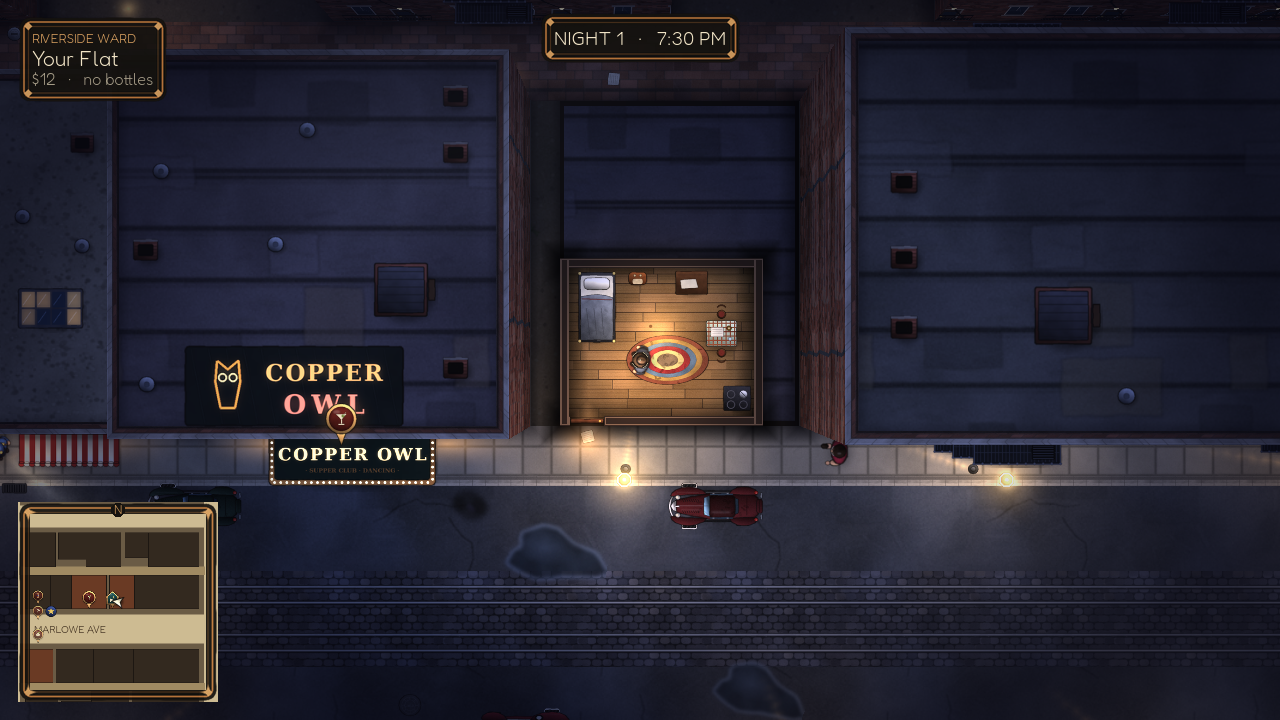 RIVERSIDE WARD
Your Flat
$12 · no bottles
NIGHT 1 · 7:30 PM
COPPER
OWL
COPPER OWL
SUPPER CLUB · DANCING
N
MARLOWE AVE